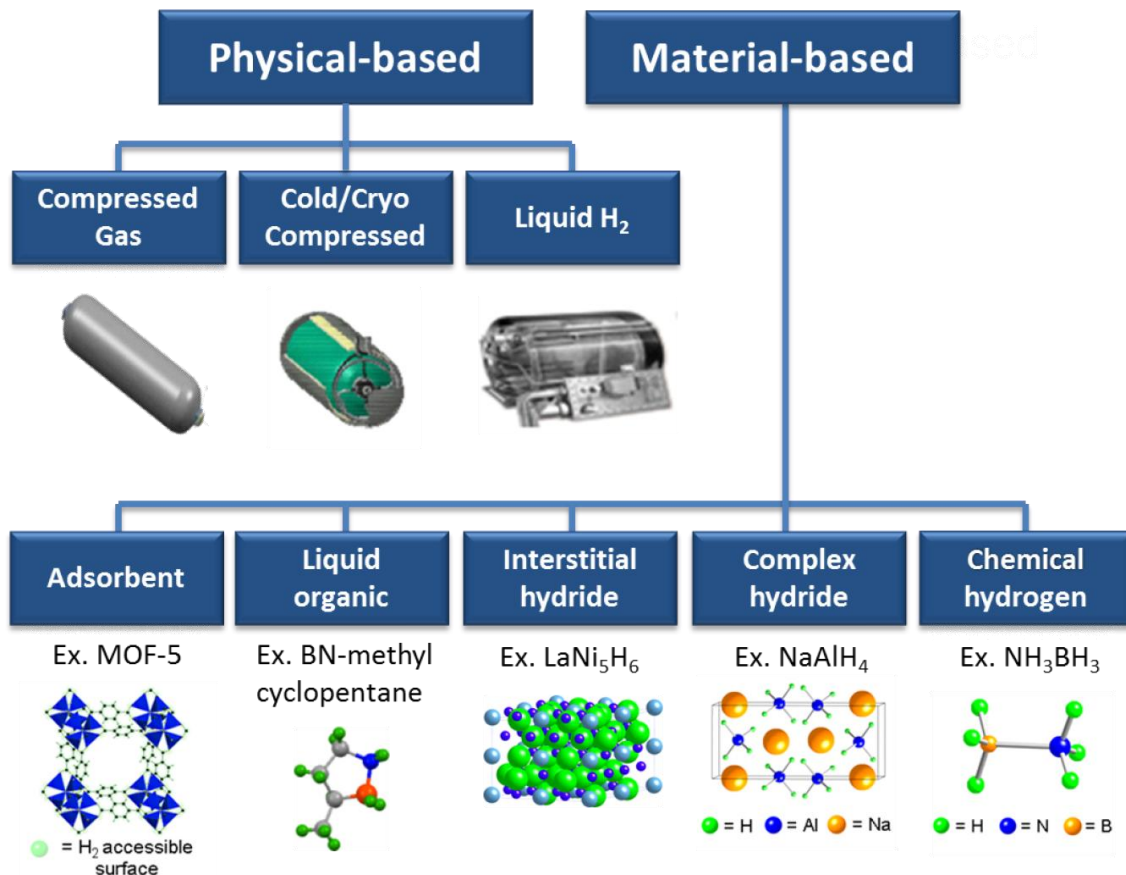 Physical-based
Material-based
Compressed
Gas
Cold/Cryo
Compressed
Liquid H₂
Adsorbent
Liquid
organic
Interstitial
hydride
Complex
hydride
Chemical
hydrogen
Ex. MOF-5
Ex. BN-methyl
cyclopentane
Ex. LaNi₅H₆
Ex. NaAlH₄
Ex. NH₃BH₃
= H₂ accessible
surface
= H = Al = Na
= H = N = B